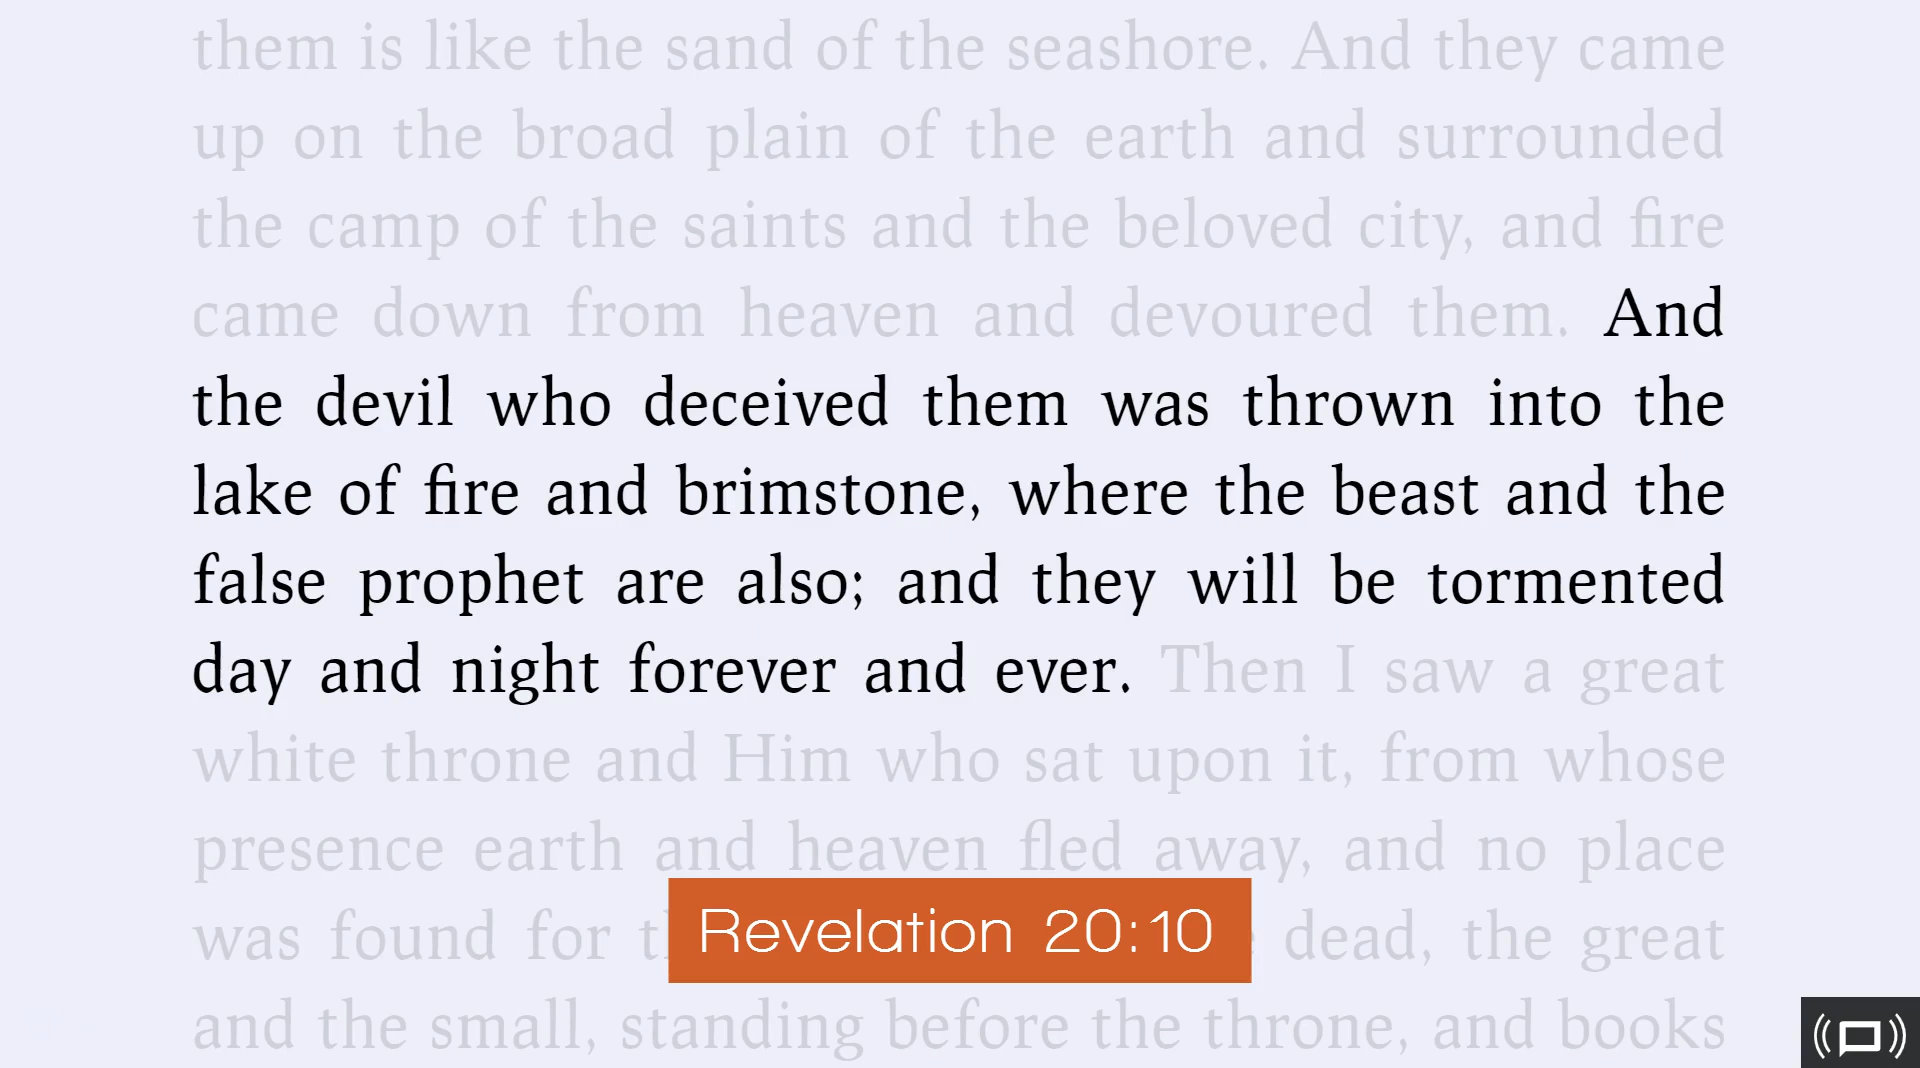 them is like the sand of the seashore. And they came
up on the broad plain of the earth and surrounded
the camp of the saints and the beloved city, and fire
came down from heaven and devoured them. And
the devil who deceived them was thrown into the
lake of fire and brimstone, where the beast and the
false prophet are also; and they will be tormented
day and night forever and ever. Then I saw a great
white throne and Him who sat upon it, from whose
presence earth and heaven fled away, and no place
was found for dead, the great
Revelation 20:10
and the small, standing before the throne, and books